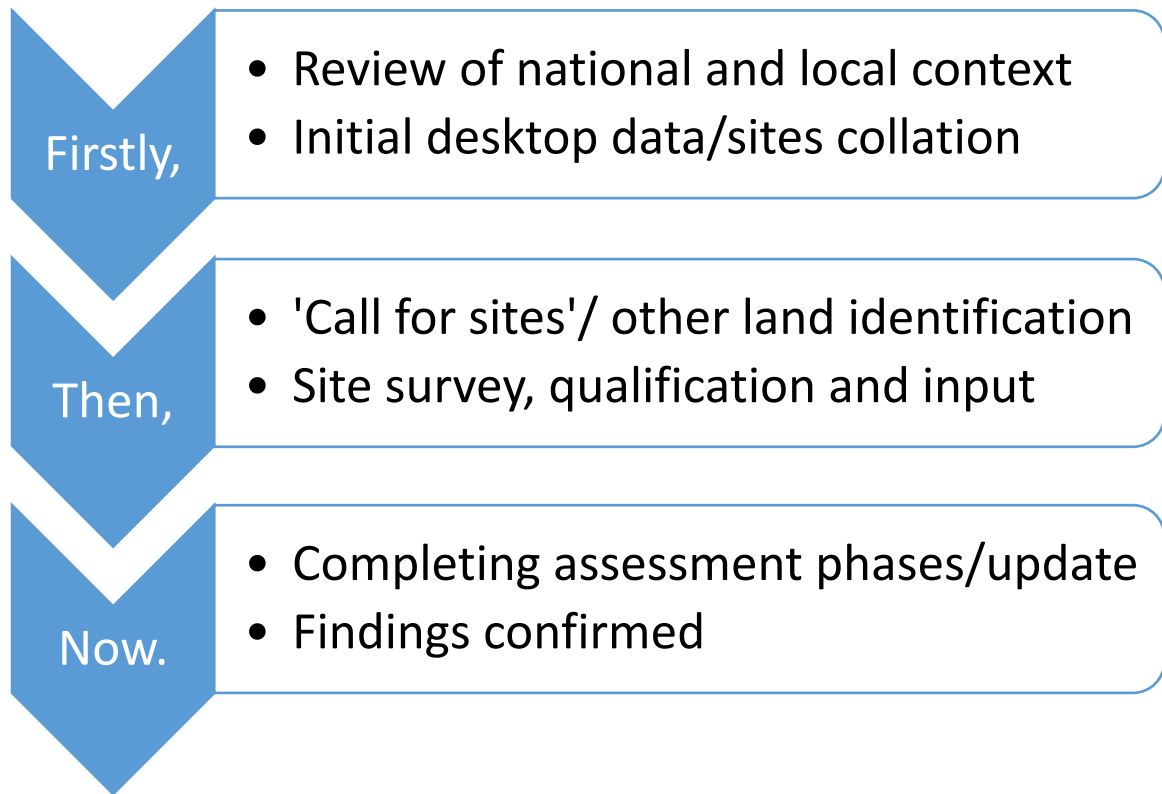 Firstly,
• Review of national and local context
• Initial desktop data/sites collation
Then,
• 'Call for sites'/ other land identification
• Site survey, qualification and input
Now.
• Completing assessment phases/update
• Findings confirmed